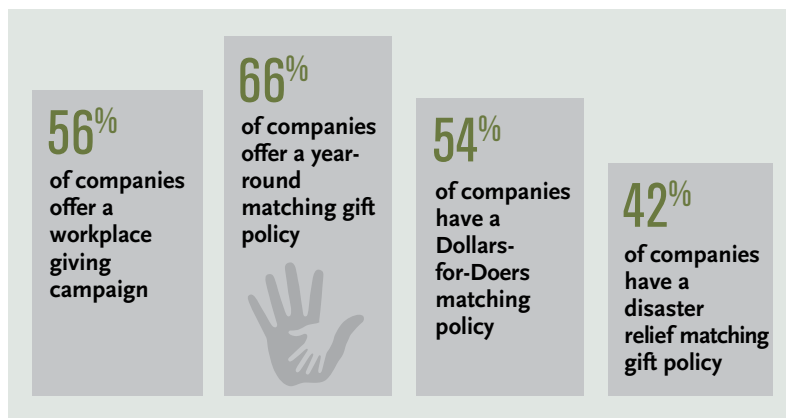 56%
of companies
offer a
workplace
giving
campaign
66%
of companies
offer a year-
round
matching gift
policy
54%
of companies
have a
Dollars-
for-Doers
matching
policy
42%
of companies
have a
disaster
relief matching
gift policy